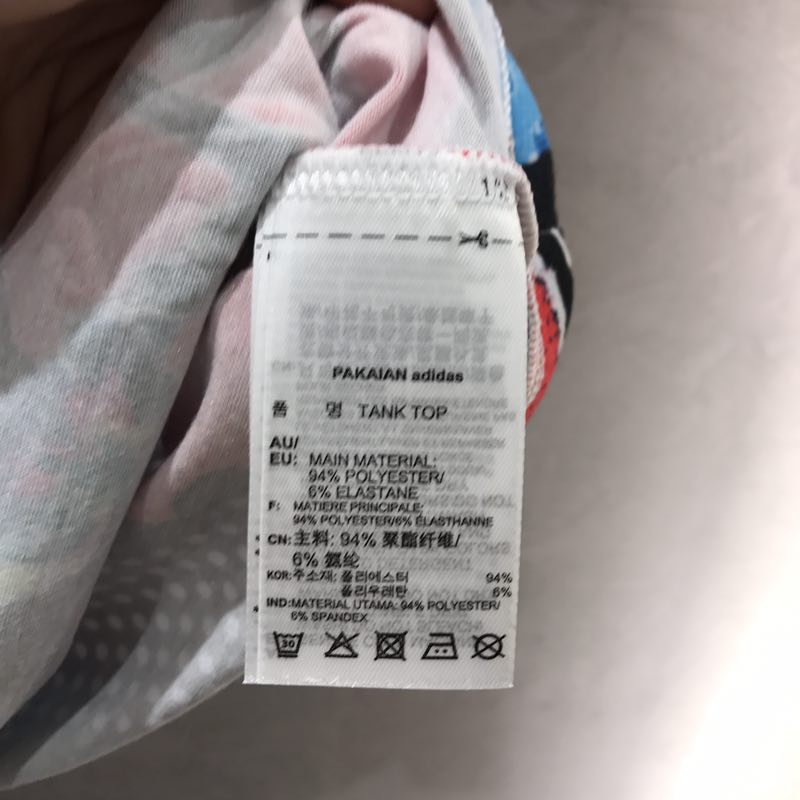 PAKAIAN adidas
품 명 TANK TOP
AU/
EU: MAIN MATERIAL:
94% POLYESTER/
6% ELASTANE
F: MATIERE PRINCIPALE:
94% POLYESTER/6% ELASTHANNE
CN: 主料: 94% 聚酯纤维/
6% 氨纶
KOR: 주소재: 폴리에스터 94%
폴리우레탄 6%
IND: MATERIAL UTAMA: 94% POLYESTER/
6% SPANDEX
30